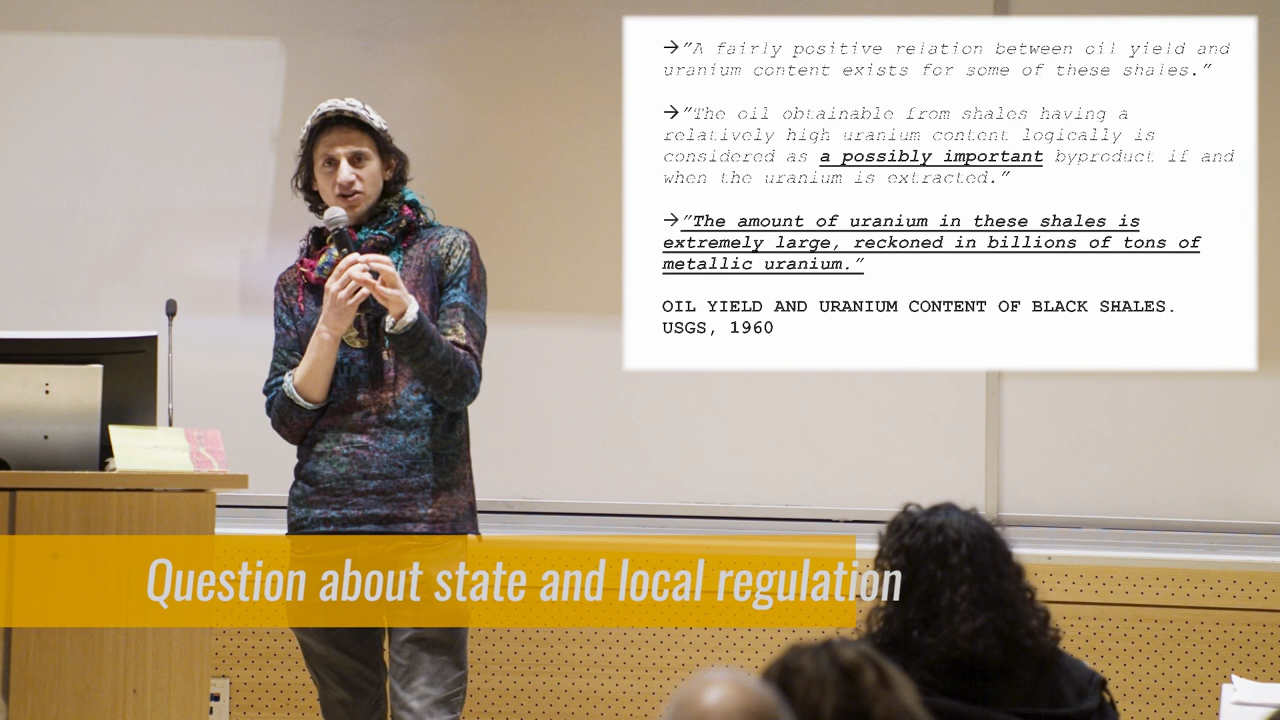 →"A fairly positive relation between oil yield and
uranium content exists for some of these shales."
→"The oil obtainable from shales having a
relatively high uranium content logically is
considered as a possibly important byproduct if and
when the uranium is extracted."
→"The amount of uranium in these shales is
extremely large, reckoned in billions of tons of
metallic uranium."
OIL YIELD AND URANIUM CONTENT OF BLACK SHALES.
USGS, 1960
Question about state and local regulation